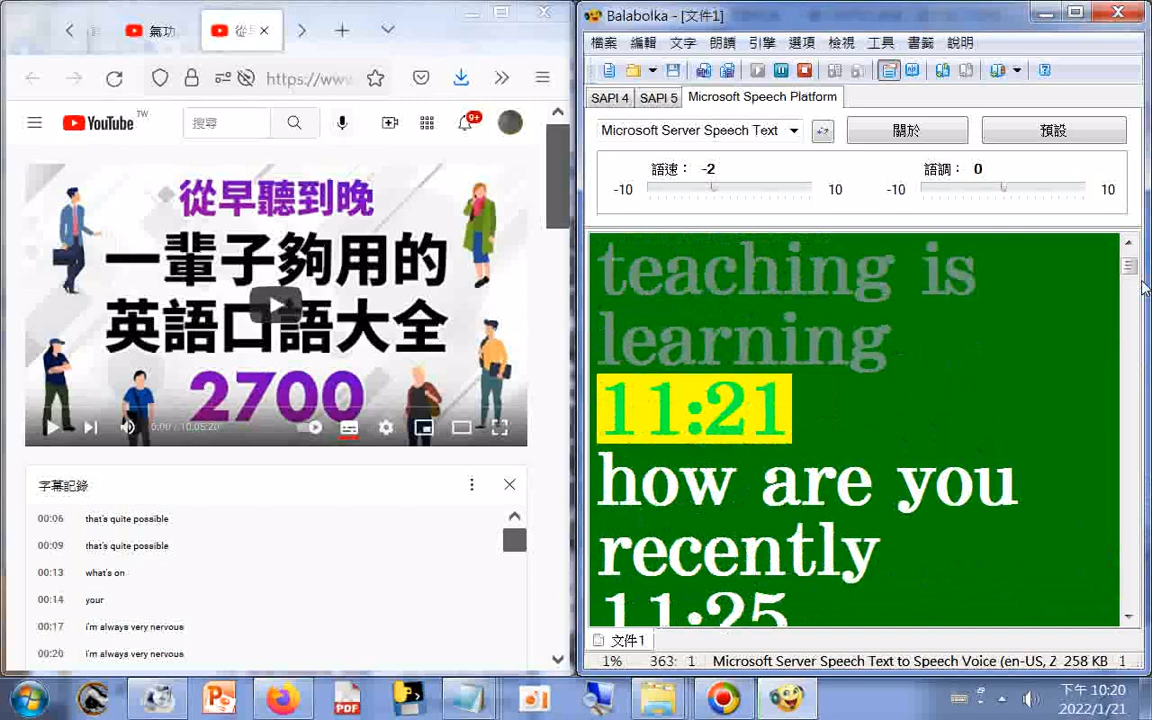 氣功
從
https://www
YouTube TW
搜尋
9+
從早聽到晚
一輩子夠用的
英語口語大全
2700
0:00 / 10:05:20
字幕記錄
00:06 that's quite possible
00:09 that's quite possible
00:13 what's on
00:14 your
00:17 i'm always very nervous
00:20 i'm always very nervous
Balabolka - [文件1]
檔案 編輯 文字 朗讀 引擎 選項 檢視 工具 書籤 說明
SAPI 4 SAPI 5 Microsoft Speech Platform
Microsoft Server Speech Text 關於 預設
語速： -2 語調： 0
-10 10 -10 10
teaching is
learning
11:21
how are you
recently
11:25
文件1
1% 363: 1 Microsoft Server Speech Text to Speech Voice (en-US, Z 258 KB 1
PDF
下午 10:20
2022/1/21